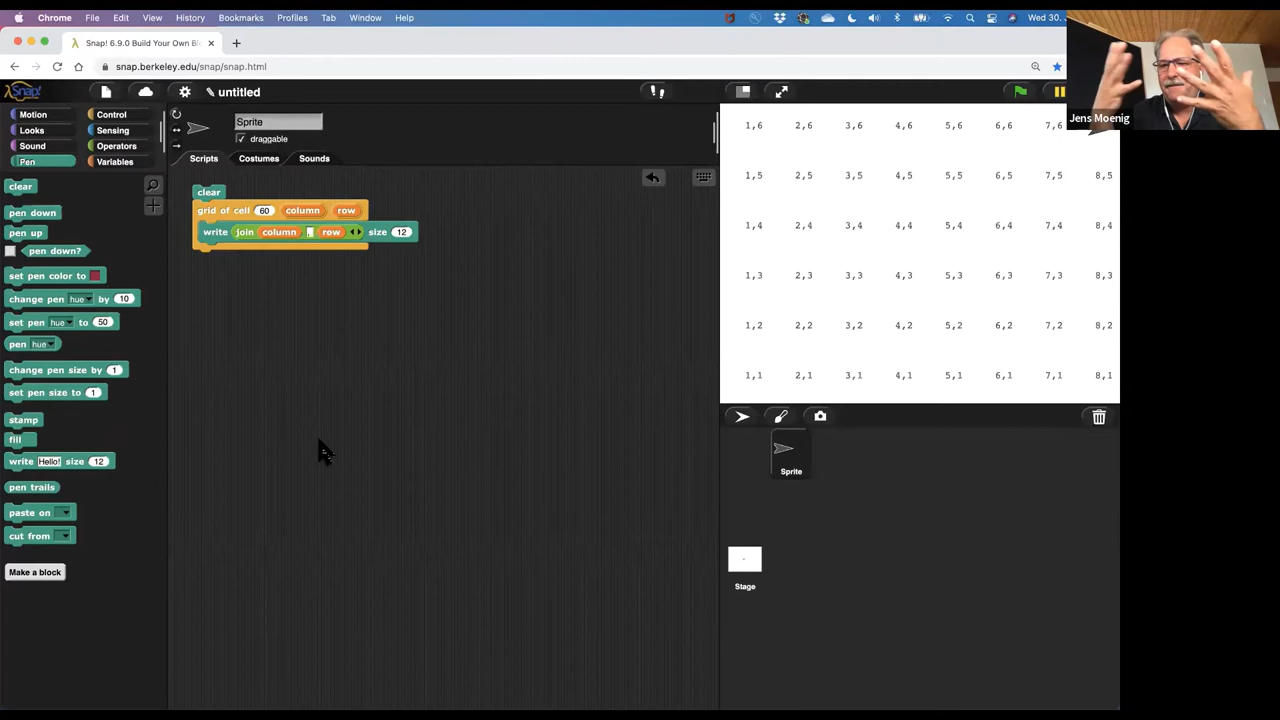 Chrome File Edit View History Bookmarks Profiles Tab Window Help Wed 30.
Snap! 6.9.0 Build Your Own Bl
snap.berkeley.edu/snap/snap.html
Snap! untitled
Motion Control
Looks Sensing
Sound Operators
Pen Variables
clear
pen down
pen up
pen down?
set pen color to
change pen hue by 10
set pen hue to 50
pen hue
change pen size by 1
set pen size to 1
stamp
fill
write Hello! size 12
pen trails
paste on
cut from
Make a block
Sprite
draggable
Scripts Costumes Sounds
clear
grid of cell 60 column row
write join column , row size 12
1,6 2,6 3,6 4,6 5,6 6,6 7,6
1,5 2,5 3,5 4,5 5,5 6,5 7,5 8,5
1,4 2,4 3,4 4,4 5,4 6,4 7,4 8,4
1,3 2,3 3,3 4,3 5,3 6,3 7,3 8,3
1,2 2,2 3,2 4,2 5,2 6,2 7,2 8,2
1,1 2,1 3,1 4,1 5,1 6,1 7,1 8,1
Sprite
Stage
Jens Moenig